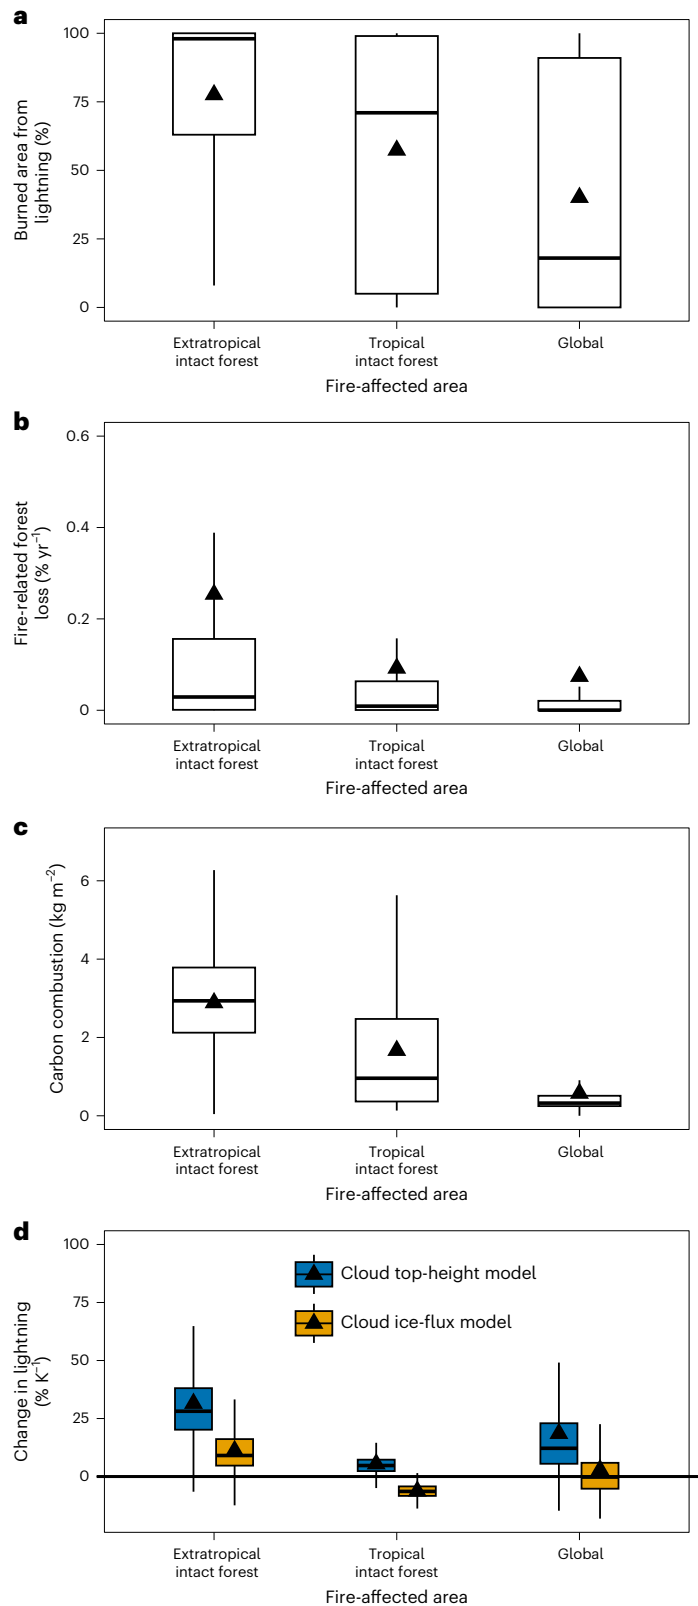 a
Burned area from
lightning (%)
100
75
50
25
0
Extratropical
intact forest
Tropical
intact forest
Global
Fire-affected area
b
Fire-related forest
loss (% yr⁻¹)
0.6
0.4
0.2
0
Extratropical
intact forest
Tropical
intact forest
Global
Fire-affected area
c
Carbon combustion (kg m⁻²)
6
4
2
0
Extratropical
intact forest
Tropical
intact forest
Global
Fire-affected area
d
Change in lightning
(% K⁻¹)
100
75
50
25
0
Cloud top-height model
Cloud ice-flux model
Extratropical
intact forest
Tropical
intact forest
Global
Fire-affected area